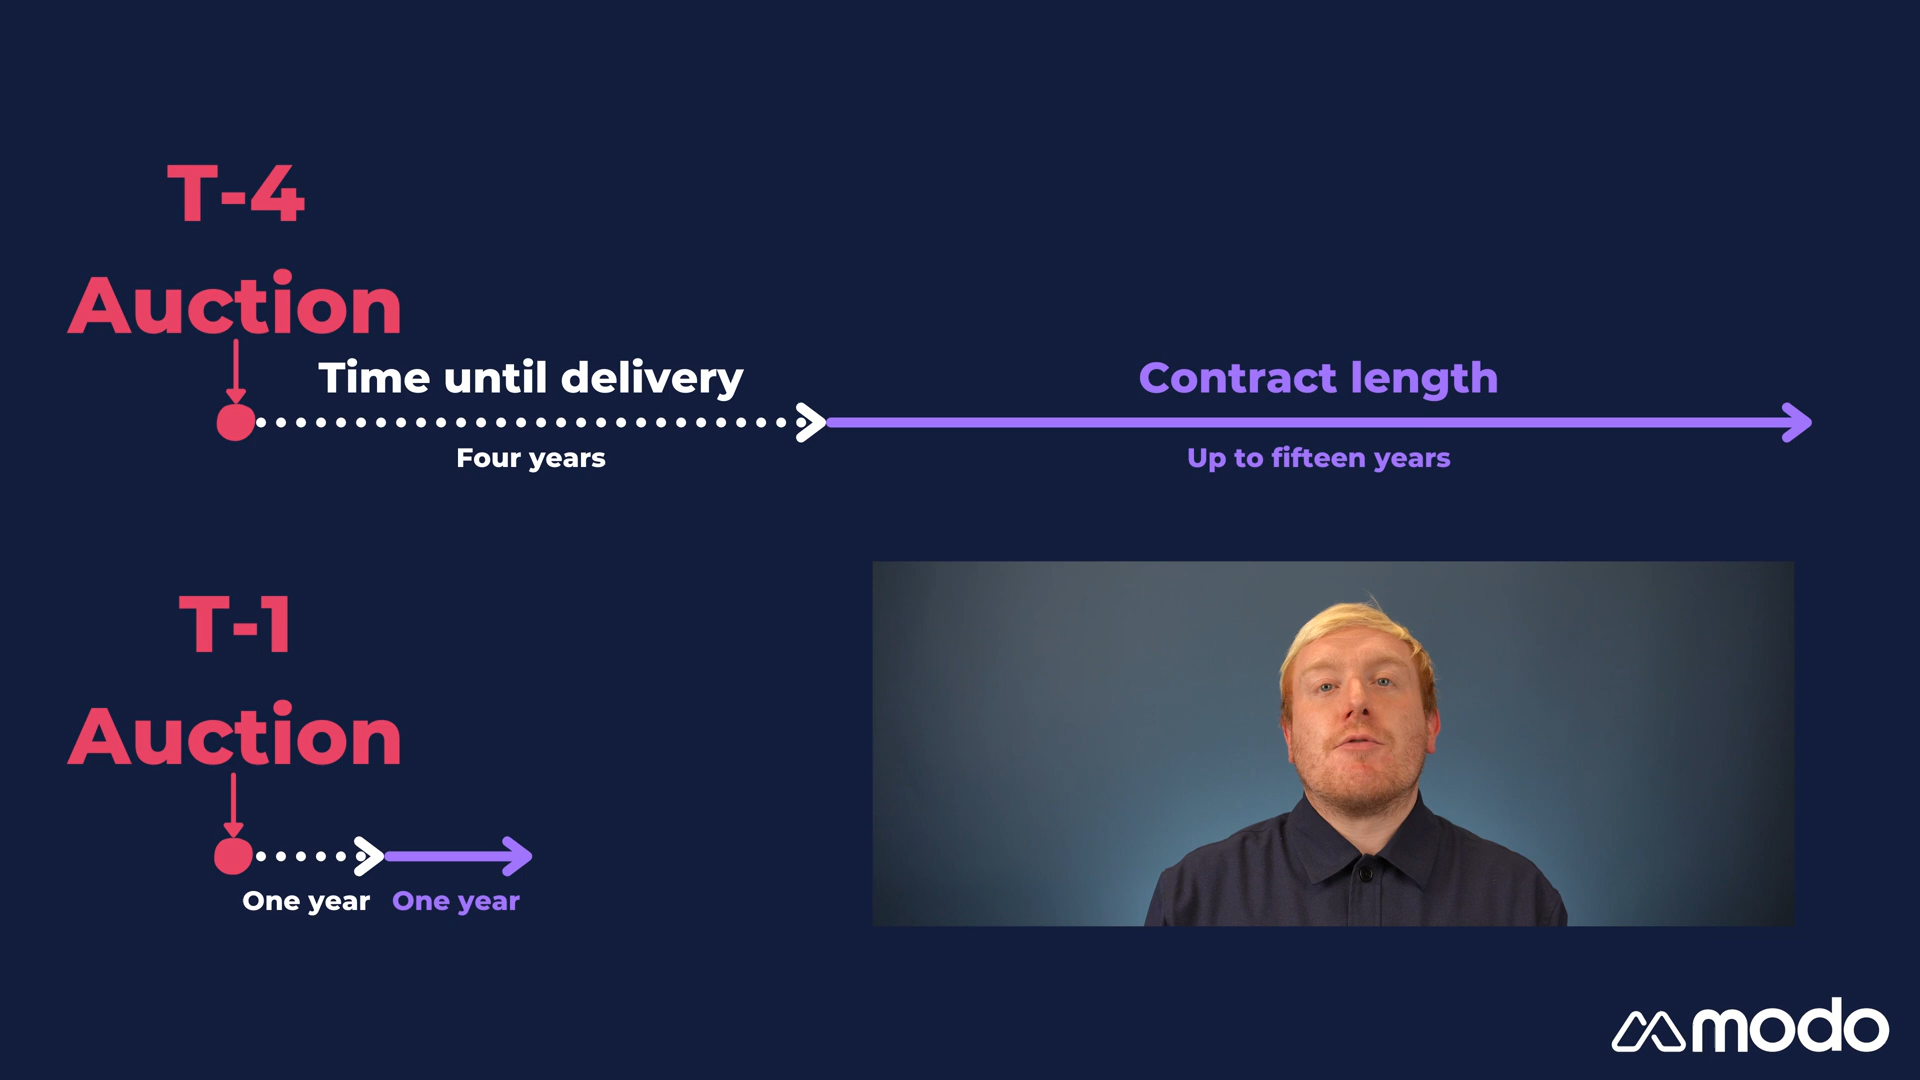 T-4
Auction
Time until delivery
Contract length
Four years
Up to fifteen years
T-1
Auction
One year
One year
modo